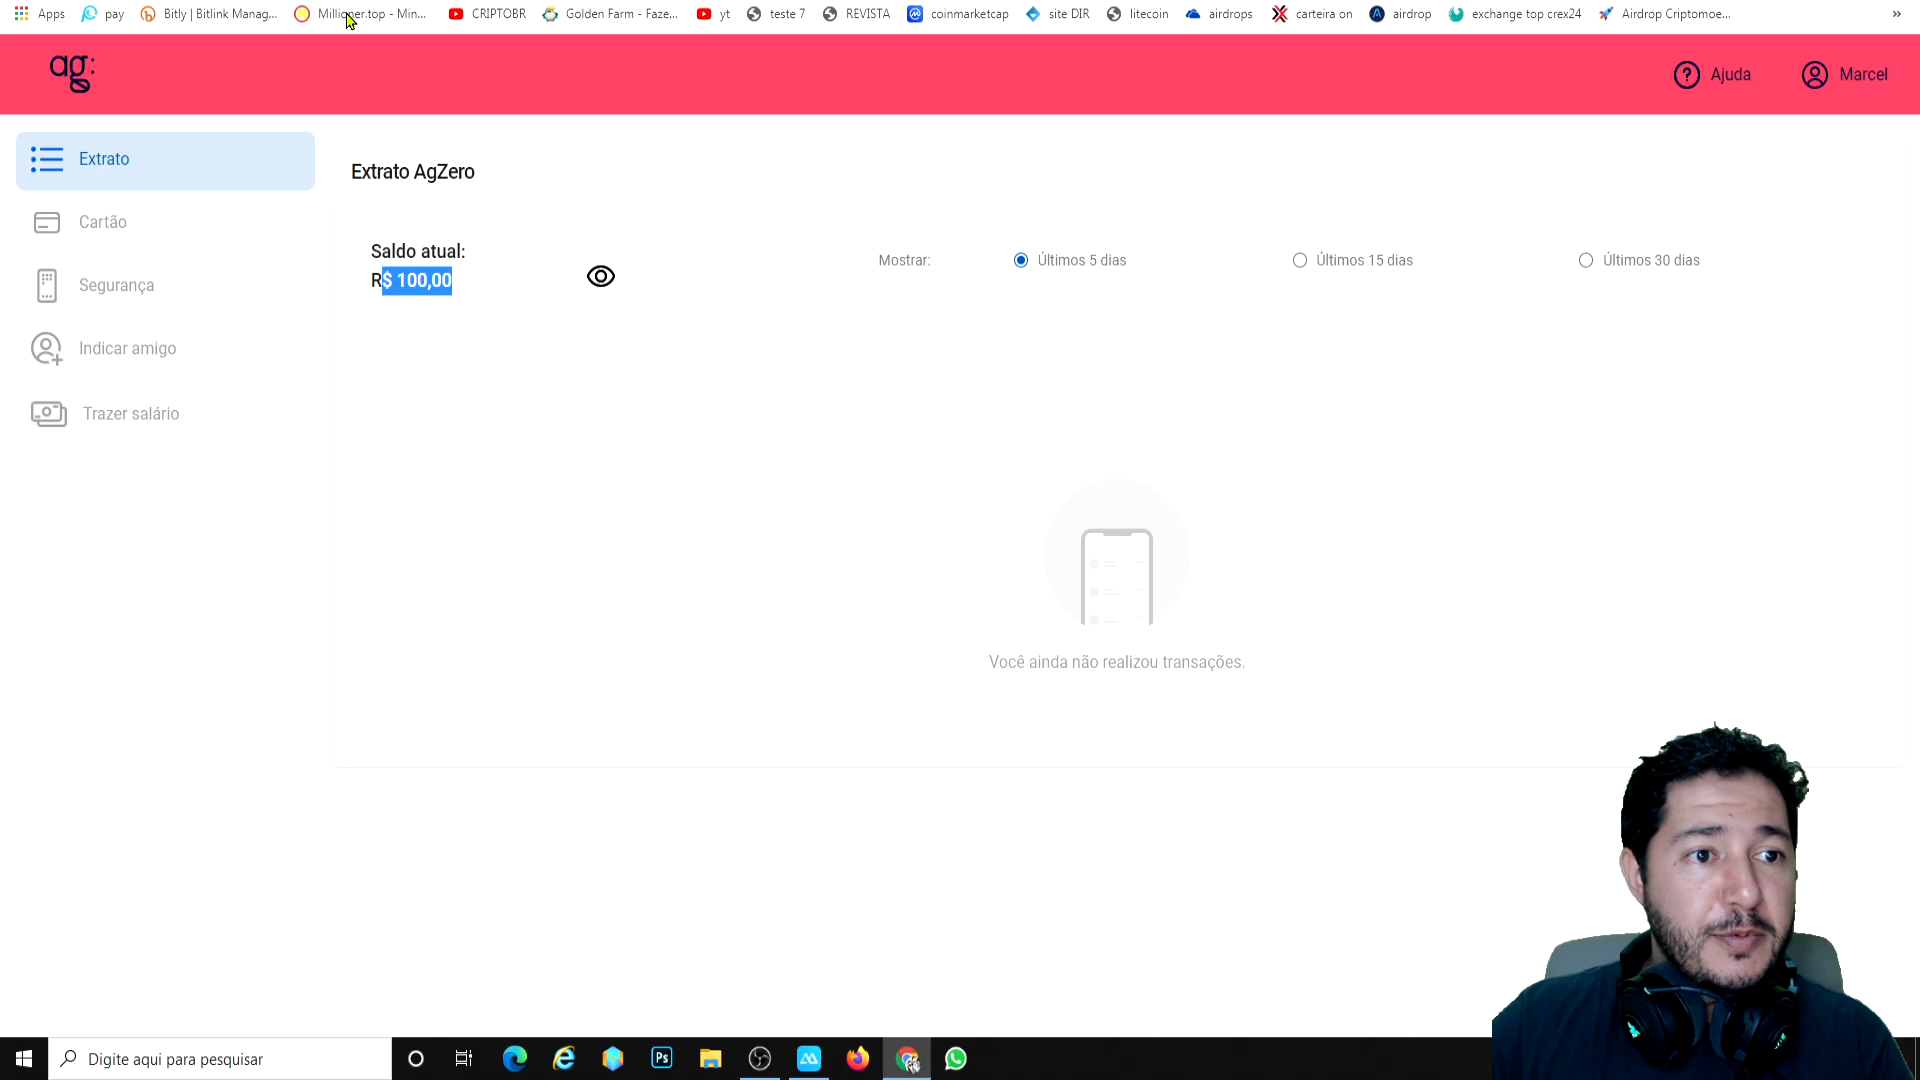 Apps pay Bitly | Bitlink Manag... Millioner.top - Min... CRIPTOBR Golden Farm - Faze... yt teste 7 REVISTA coinmarketcap site DIR litecoin airdrops carteira on airdrop exchange top crex24 Airdrop Criptomoe... »
ag:
Ajuda
Marcel
Extrato
Cartão
Segurança
Indicar amigo
Trazer salário
Extrato AgZero
Saldo atual:
R$ 100,00
Mostrar: Últimos 5 dias Últimos 15 dias Últimos 30 dias
Você ainda não realizou transações.
Digite aqui para pesquisar
Ps